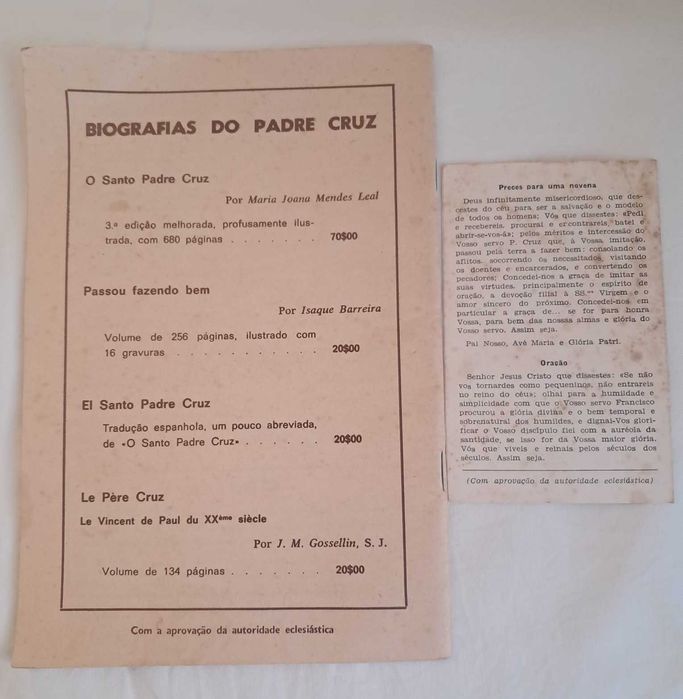 BIOGRAFIAS DO PADRE CRUZ
O Santo Padre Cruz
Por Maria Joana Mendes Leal
3.ª edição melhorada, profusamente ilus-
trada, com 680 páginas . . . . . . . 70$00
Passou fazendo bem
Por Isaque Barreira
Volume de 256 páginas, ilustrado com
16 gravuras . . . . . . . . . . . 20$00
El Santo Padre Cruz
Tradução espanhola, um pouco abreviada,
de «O Santo Padre Cruz» . . . . . . 20$00
Le Père Cruz
Le Vincent de Paul du XXème siècle
Por J. M. Gossellin, S. J.
Volume de 134 páginas . . . . . . . 20$00
Com a aprovação da autoridade eclesiástica
Preces para uma novena
Deus infinitamente misericordioso, que des-
cestes do céu para ser a salvação e o modelo
de todos os homens; Vós que dissestes: «Pedi
e recebereis, procurai e encontrareis, batei e
abrir-se-vos-á»; pelos méritos e intercessão do
Vosso servo P. Cruz que, à Vossa imitação,
passou pela terra a fazer bem: consolando os
aflitos, socorrendo os necessitados, visitando
os doentes e encarcerados, e convertendo os
pecadores; Concedei-nos a graça de imitar as
suas virtudes, principalmente o espírito de
oração, a devoção filial à SS.ma Virgem e o
amor sincero do próximo. Concedei-nos em
particular a graça de... se for para honra
Vossa, para bem das nossas almas e glória do
Vosso servo. Assim seja.
Pai Nosso, Avé Maria e Glória Patri.
Oração
Senhor Jesus Cristo que dissestes: «Se não
vos tornardes como pequeninos, não entrareis
no reino do céu»; olhai para a humildade e
simplicidade com que o Vosso servo Francisco
procurou a glória divina e o bem temporal e
sobrenatural dos humildes, e dignai-Vos glori-
ficar o Vosso discípulo fiel com a auréola da
santidade, se isso for da Vossa maior glória.
Vós que viveis e reinais pelos séculos dos
séculos. Assim seja.
(Com aprovação da autoridade eclesiástica)